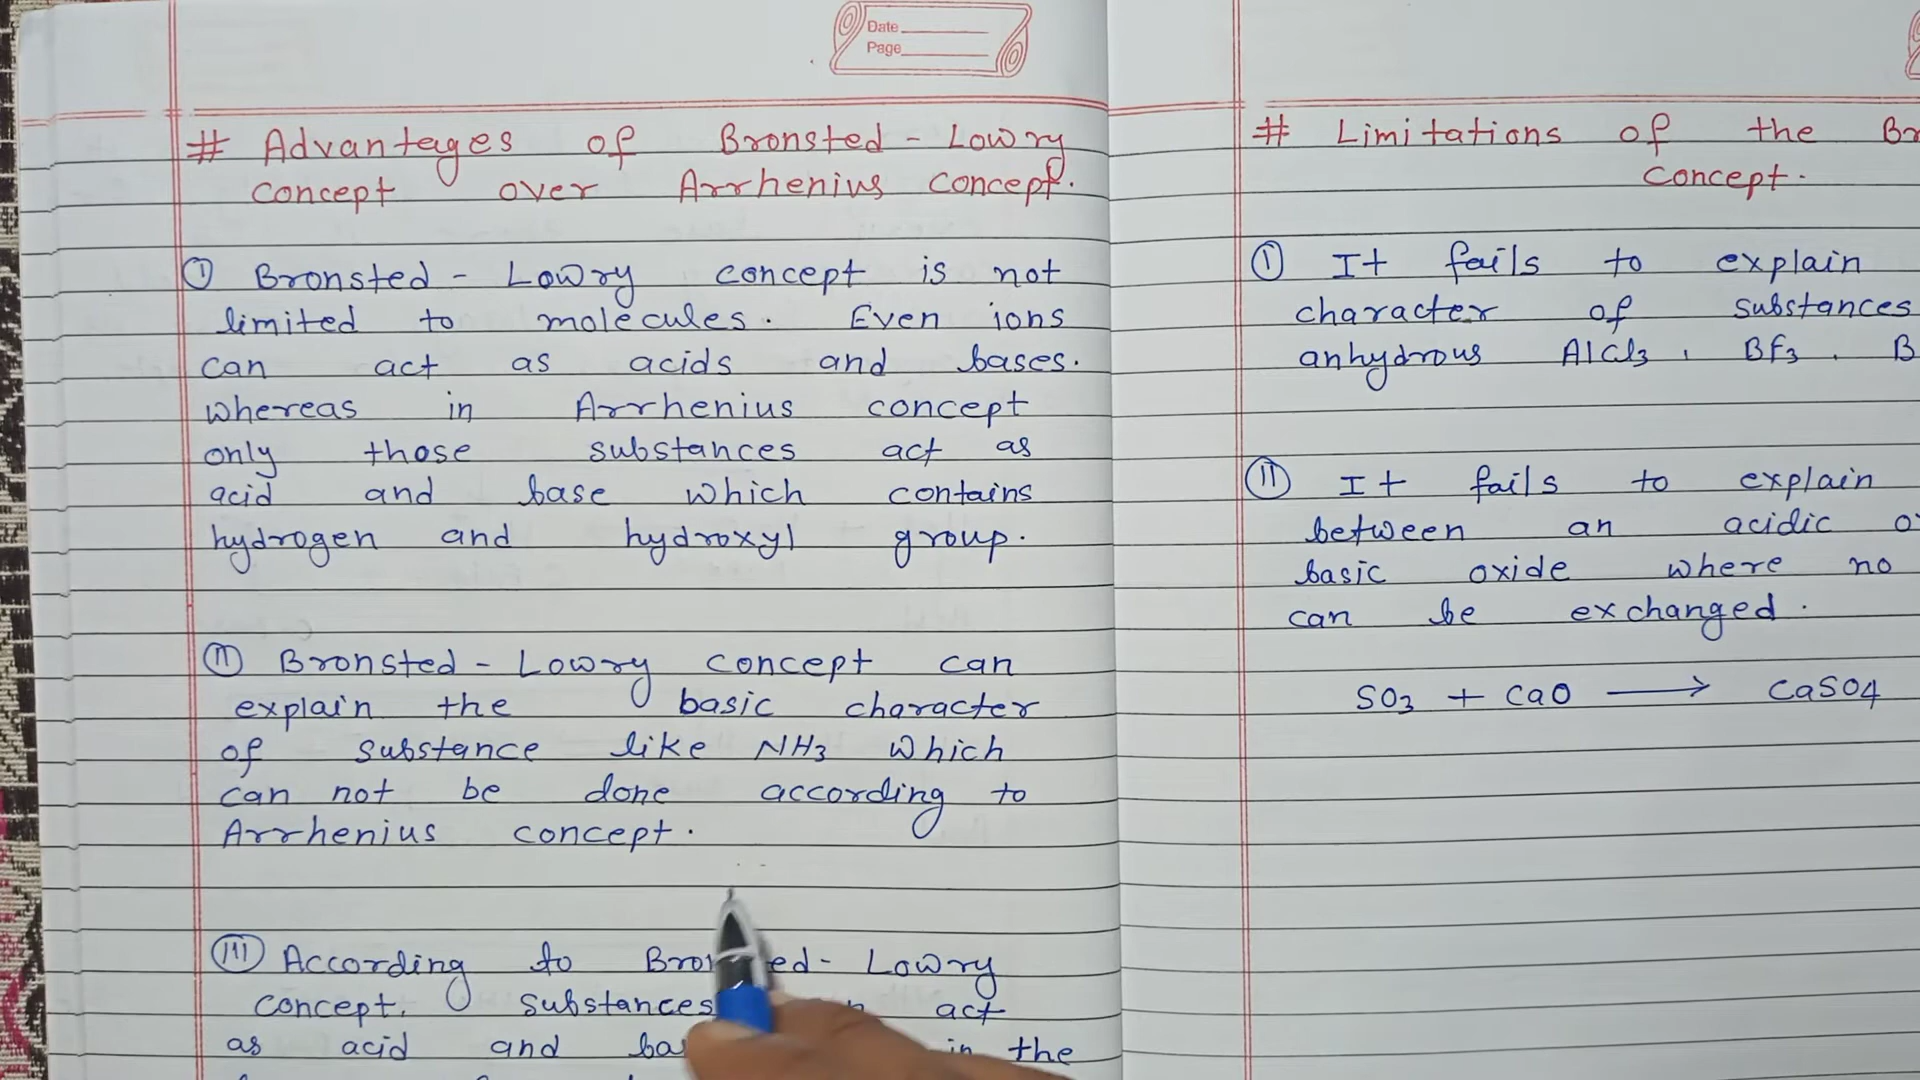 Date
Page
# Advantages of Bronsted-Lowry
concept over Arrhenius concept.
I Bronsted-Lowry concept is not
limited to molecules. Even ions
can act as acids and bases.
whereas in Arrhenius concept
only those substances act as
acid and base which contains
hydrogen and hydroxyl group.
II Bronsted-Lowry concept can
explain the basic character
of substance like NH3 which
can not be done according to
Arrhenius concept.
III According to Lowry
concept, substances act
as acid and in the
# Limitations of the Br
Concept.
I It fails to explain
character of substances
anhydrous AlCl3, BF3, B
II It fails to explain
between an acidic o
basic oxide where no
can be exchanged.
SO3 + CaO → CaSO4